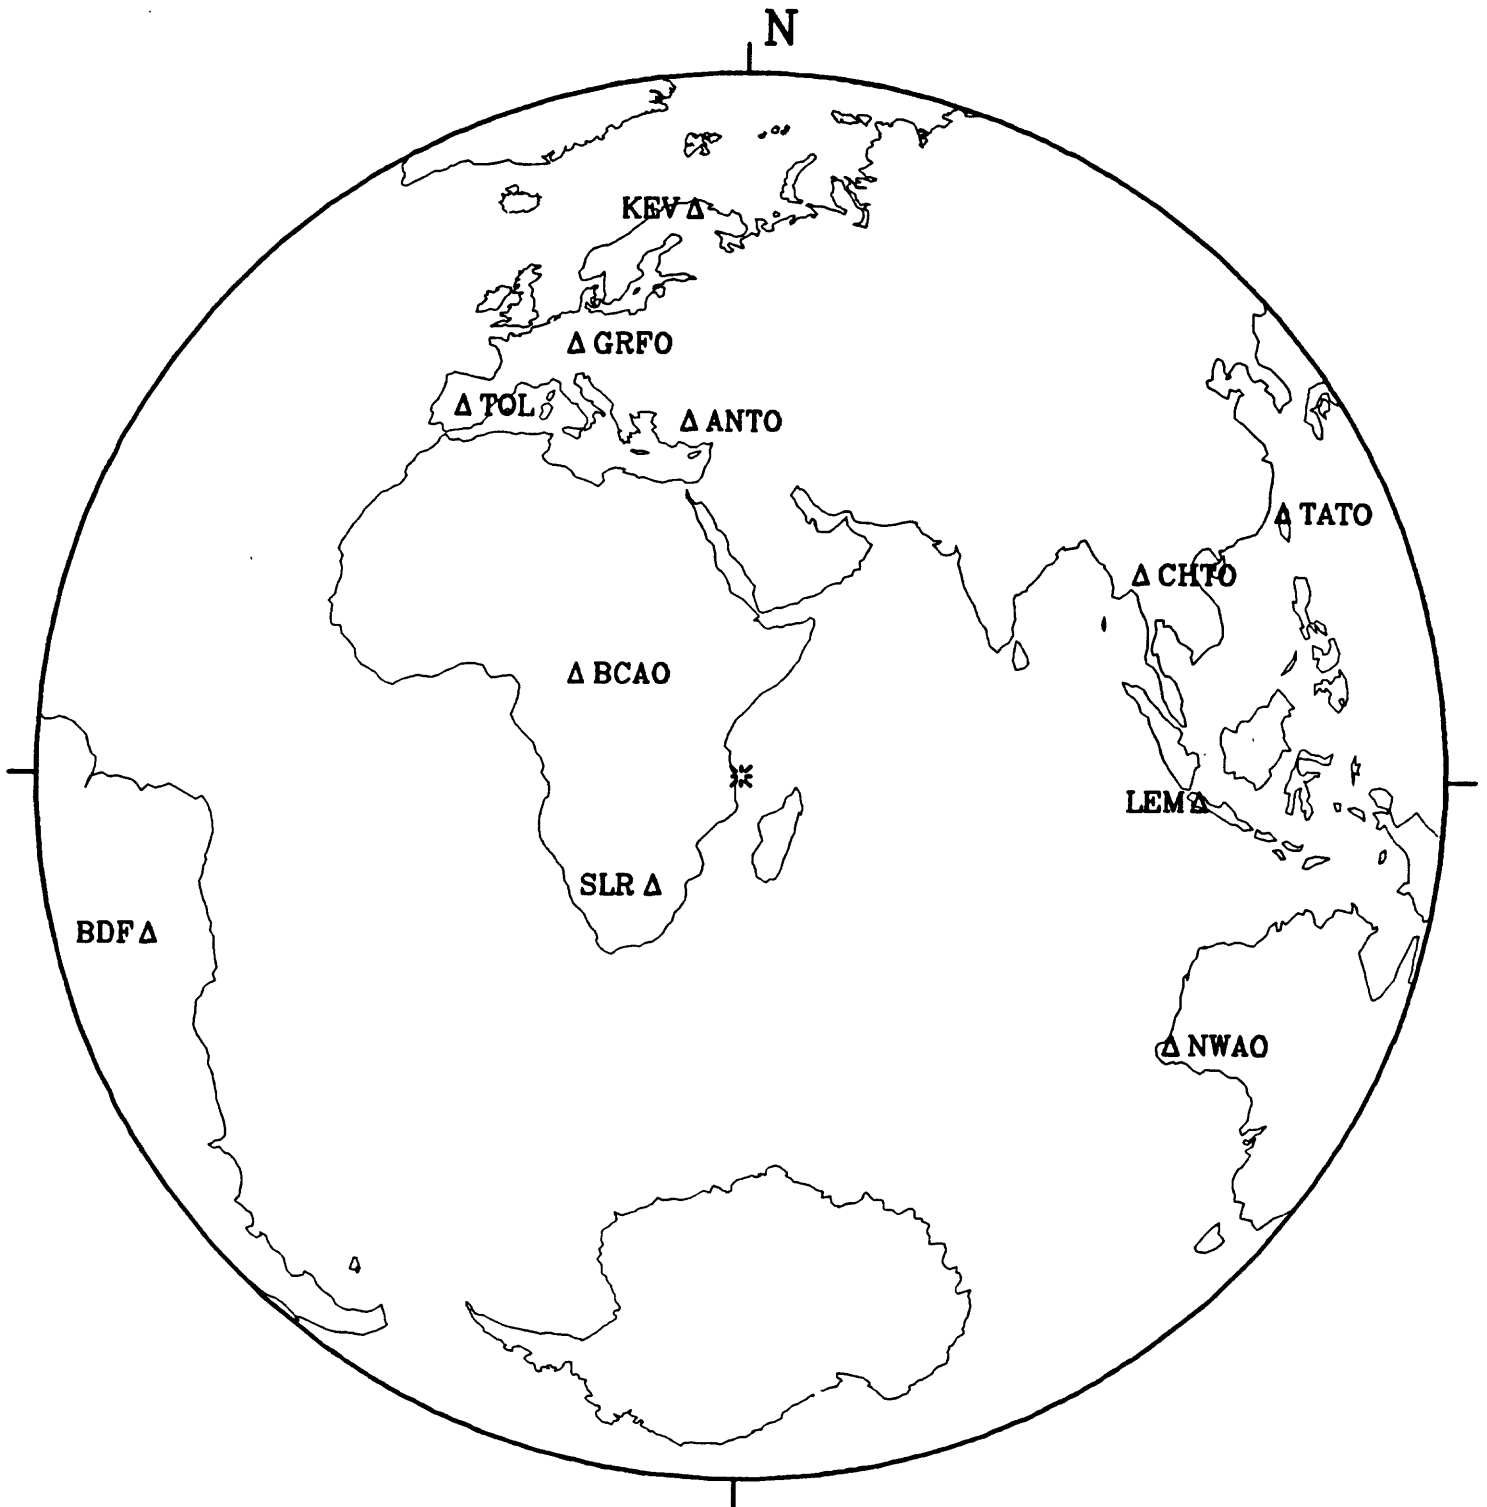 N
KEV
GRFO
TOL
ANTO
TATO
CHTO
BCAO
LEM
SLR
BDF
NWAO